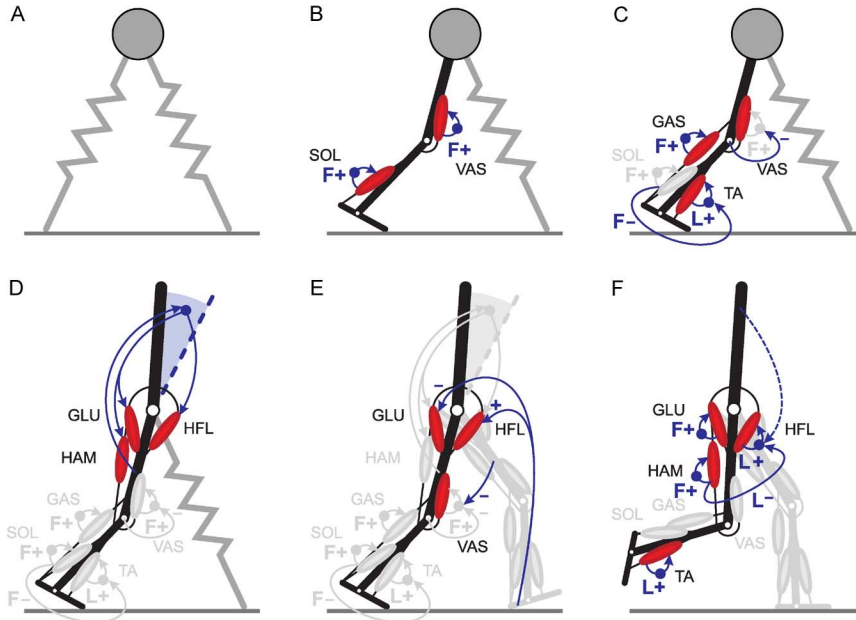 A
B
SOL
F+
F+
VAS
C
GAS
F+
SOL
F+
F+
–
VAS
TA
L+
F–
D
GLU
HFL
HAM
GAS
F+
SOL
F+
F+
–
VAS
TA
F–
L+
E
–
+
GLU
HFL
HAM
GAS
F+
–
SOL
F+
F+
–
VAS
TA
F–
L+
F
GLU
HFL
F+
L+
HAM
F+
L–
GAS
SOL
VAS
TA
L+